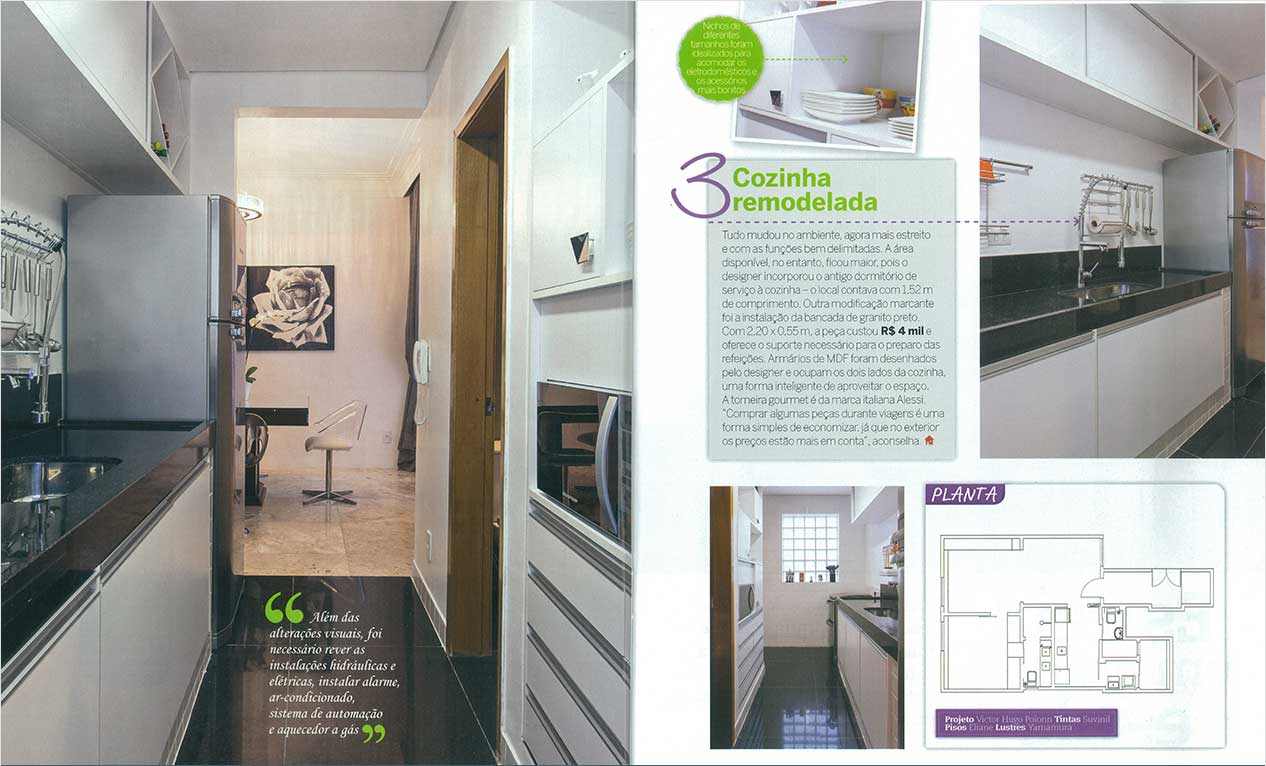 Além das
alterações visuais, foi
necessário rever as
instalações hidráulicas e
elétricas, instalar alarme,
ar-condicionado,
sistema de automação
e aquecedor a gás
Nichos de
diferentes
tamanhos foram
idealizados para
acomodar os
eletrodomésticos e
os acessórios
mais bonitos
3 Cozinha
remodelada
Tudo mudou no ambiente, agora mais estreito
e com as funções bem delimitadas. A área
disponível, no entanto, ficou maior, pois o
designer incorporou o antigo dormitório de
serviço à cozinha – o local contava com 1,52 m
de comprimento. Outra modificação marcante
foi a instalação da bancada de granito preto.
Com 2,20 x 0,55 m, a peça custou R$ 4 mil e
oferece o suporte necessário para o preparo das
refeições. Armários de MDF foram desenhados
pelo designer e ocupam os dois lados da cozinha,
uma forma inteligente de aproveitar o espaço.
A torneira gourmet é da marca italiana Alessi.
“Comprar algumas peças durante viagens é uma
forma simples de economizar, já que no exterior
os preços estão mais em conta”, aconselha.
PLANTA
Projeto Victor Hugo Polonn Tintas Suvinil
Pisos Eliane Lustres Yamamura